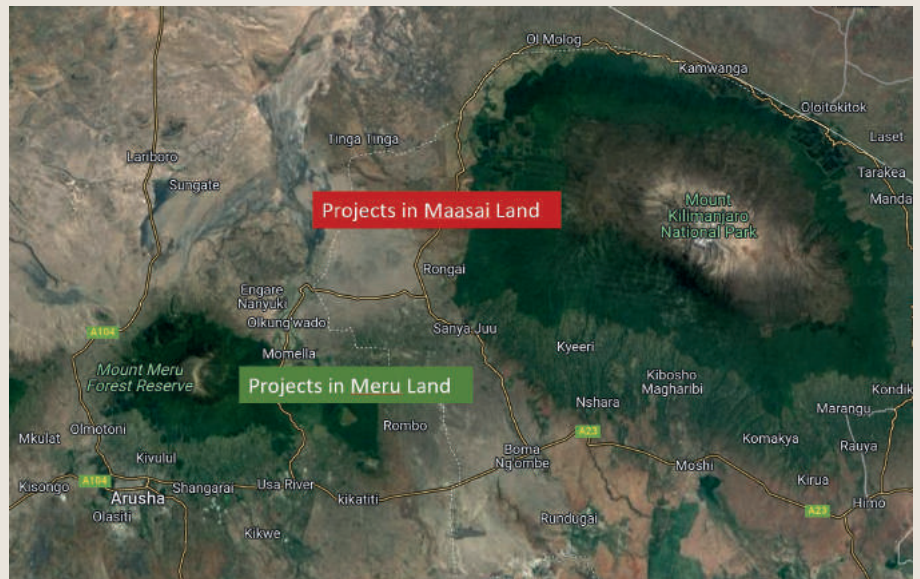 Ol Molog
Kamwanga
Oloitokitok
Tinga Tinga
Laset
Lariboro
Tarakea
Sungate
Manda
Projects in Maasai Land
Mount
Kilimanjaro
National Park
Rongai
Engare
Nanyuki
Olkung'wado
Sanya Juu
A104
Momella
Kyeeri
Mount Meru
Forest Reserve
Projects in Meru Land
Kibosho
Magharibi
Kondik
Nshara
Marangu
Rombo
A23
Mkulat
Olmotoni
Komakya
Rauya
Kivulul
Boma
Ng'ombe
Moshi
A104
Kisongo
Shangarai
Usa River
Kirua
Arusha
kikatiti
Himo
A23
Olasiti
Rundugai
Kikwe